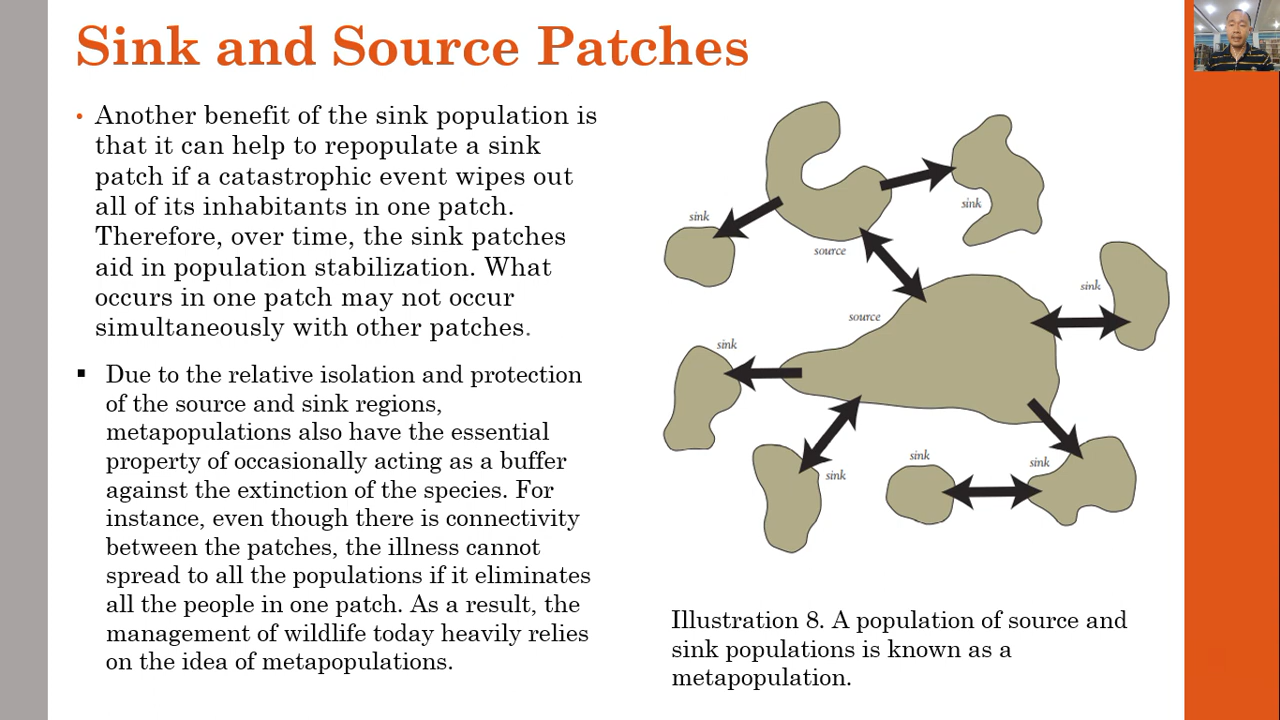 Sink and Source Patches
• Another benefit of the sink population is
that it can help to repopulate a sink
patch if a catastrophic event wipes out
all of its inhabitants in one patch.
Therefore, over time, the sink patches
aid in population stabilization. What
occurs in one patch may not occur
simultaneously with other patches.
▪ Due to the relative isolation and protection
of the source and sink regions,
metapopulations also have the essential
property of occasionally acting as a buffer
against the extinction of the species. For
instance, even though there is connectivity
between the patches, the illness cannot
spread to all the populations if it eliminates
all the people in one patch. As a result, the
management of wildlife today heavily relies
on the idea of metapopulations.
sink
sink
source
sink
source
sink
sink
sink
sink
Illustration 8. A population of source and
sink populations is known as a
metapopulation.